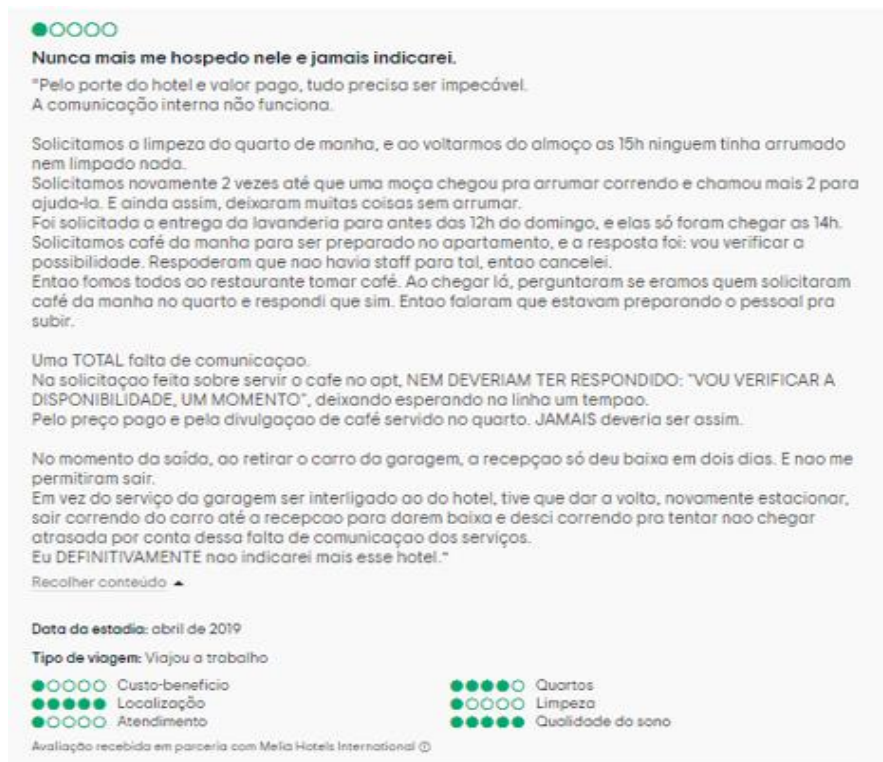 Nunca mais me hospedo nele e jamais indicarei.
"Pelo porte do hotel e valor pago, tudo precisa ser impecável.
A comunicação interna não funciona.
Solicitamos a limpeza do quarto de manha, e ao voltarmos do almoço as 15h ninguem tinha arrumado
nem limpado nada.
Solicitamos novamente 2 vezes até que uma moça chegou pra arrumar correndo e chamou mais 2 para
ajuda-la. E ainda assim, deixaram muitas coisas sem arrumar.
Foi solicitada a entrega da lavanderia para antes das 12h do domingo, e elas só foram chegar as 14h.
Solicitamos café da manha para ser preparado no apartamento, e a resposta foi: vou verificar a
possibilidade. Respoderam que nao havia staff para tal, entao cancelei.
Entao fomos todos ao restaurante tomar café. Ao chegar lá, perguntaram se eramos quem solicitaram
café da manha no quarto e respondi que sim. Entao falaram que estavam preparando o pessoal pra
subir.
Uma TOTAL falta de comunicaçao.
Na solicitaçao feita sobre servir o cafe no apt, NEM DEVERIAM TER RESPONDIDO: "VOU VERIFICAR A
DISPONIBILIDADE, UM MOMENTO", deixando esperando na linha um tempao.
Pelo preço pago e pela divulgaçao de café servido no quarto. JAMAIS deveria ser assim.
No momento da saída, ao retirar o carro da garagem, a recepçao só deu baixa em dois dias. E nao me
permitiram sair.
Em vez do serviço da garagem ser interligado ao do hotel, tive que dar a volta, novamente estacionar,
sair correndo do carro até a recepcao para darem baixa e desci correndo pra tentar nao chegar
atrasada por conta dessa falta de comunicaçao dos serviços.
Eu DEFINITIVAMENTE nao indicarei mais esse hotel."
Recolher conteúdo
Data da estadia: abril de 2019
Tipo de viagem: Viajou a trabalho
Custo-benefício
Quartos
Localização
Limpeza
Atendimento
Qualidade do sono
Avaliação recebida em parceria com Melia Hotels International